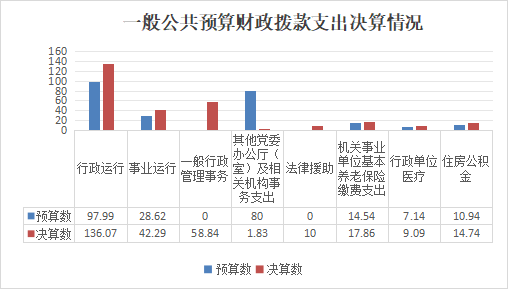 一般公共预算财政拨款支出决算情况
160
140
120
100
80
60
40
20
0
行政运行
事业运行
一般行政
管理事务
其他党委
办公厅（
室）及相
关机构事
务支出
法律援助
机关事业
单位基本
养老保险
缴费支出
行政单位
医疗
住房公积
金
预算数 97.99 28.62 0 80 0 14.54 7.14 10.94
决算数 136.07 42.29 58.84 1.83 10 17.86 9.09 14.74
预算数 决算数